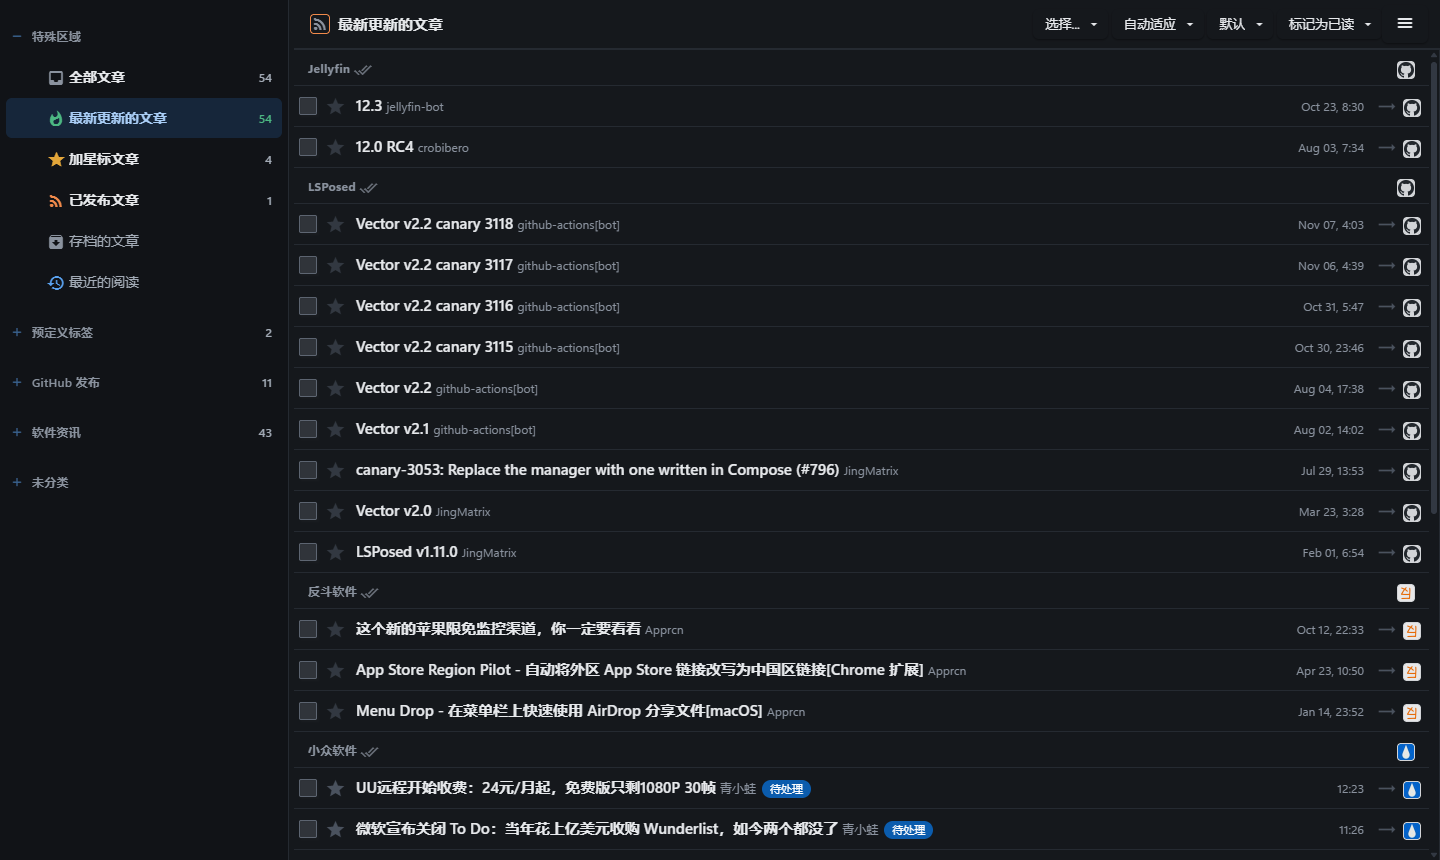 特殊区域
全部文章 54
最新更新的文章 54
加星标文章 4
已发布文章 1
存档的文章
最近的阅读
预定义标签 2
GitHub 发布 11
软件资讯 43
未分类
最新更新的文章 选择... 自动适应 默认 标记为已读
Jellyfin
12.3 jellyfin-bot Oct 23, 8:30
12.0 RC4 crobibero Aug 03, 7:34
LSPosed
Vector v2.2 canary 3118 github-actions[bot] Nov 07, 4:03
Vector v2.2 canary 3117 github-actions[bot] Nov 06, 4:39
Vector v2.2 canary 3116 github-actions[bot] Oct 31, 5:47
Vector v2.2 canary 3115 github-actions[bot] Oct 30, 23:46
Vector v2.2 github-actions[bot] Aug 04, 17:38
Vector v2.1 github-actions[bot] Aug 02, 14:02
canary-3053: Replace the manager with one written in Compose (#796) JingMatrix Jul 29, 13:53
Vector v2.0 JingMatrix Mar 23, 3:28
LSPosed v1.11.0 JingMatrix Feb 01, 6:54
反斗软件
这个新的苹果限免监控渠道，你一定要看看 Apprcn Oct 12, 22:33
App Store Region Pilot - 自动将外区 App Store 链接改写为中国区链接[Chrome 扩展] Apprcn Apr 23, 10:50
Menu Drop - 在菜单栏上快速使用 AirDrop 分享文件[macOS] Apprcn Jan 14, 23:52
小众软件
UU远程开始收费：24元/月起，免费版只剩1080P 30帧 青小蛙 待处理 12:23
微软宣布关闭 To Do：当年花上亿美元收购 Wunderlist，如今两个都没了 青小蛙 待处理 11:26